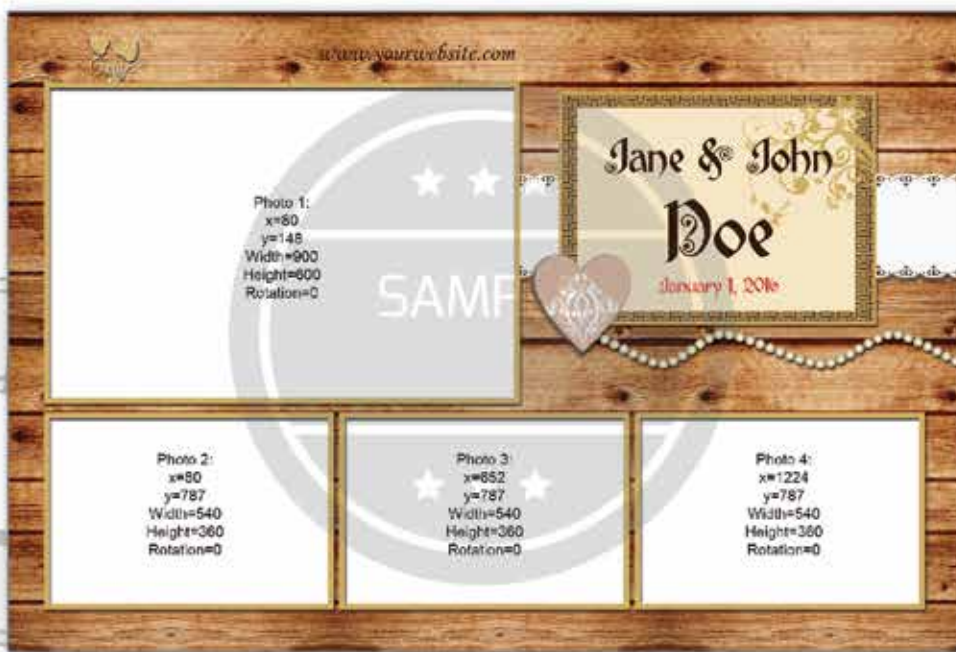 www.yourwebsite.com
Jane & John
Doe
January 1, 2016
Photo 1:
x=80
y=148
Width=900
Height=600
Rotation=0
SAMP
Photo 2:
x=80
y=787
Width=540
Height=360
Rotation=0
Photo 3:
x=652
y=787
Width=540
Height=360
Rotation=0
Photo 4:
x=1224
y=787
Width=540
Height=360
Rotation=0